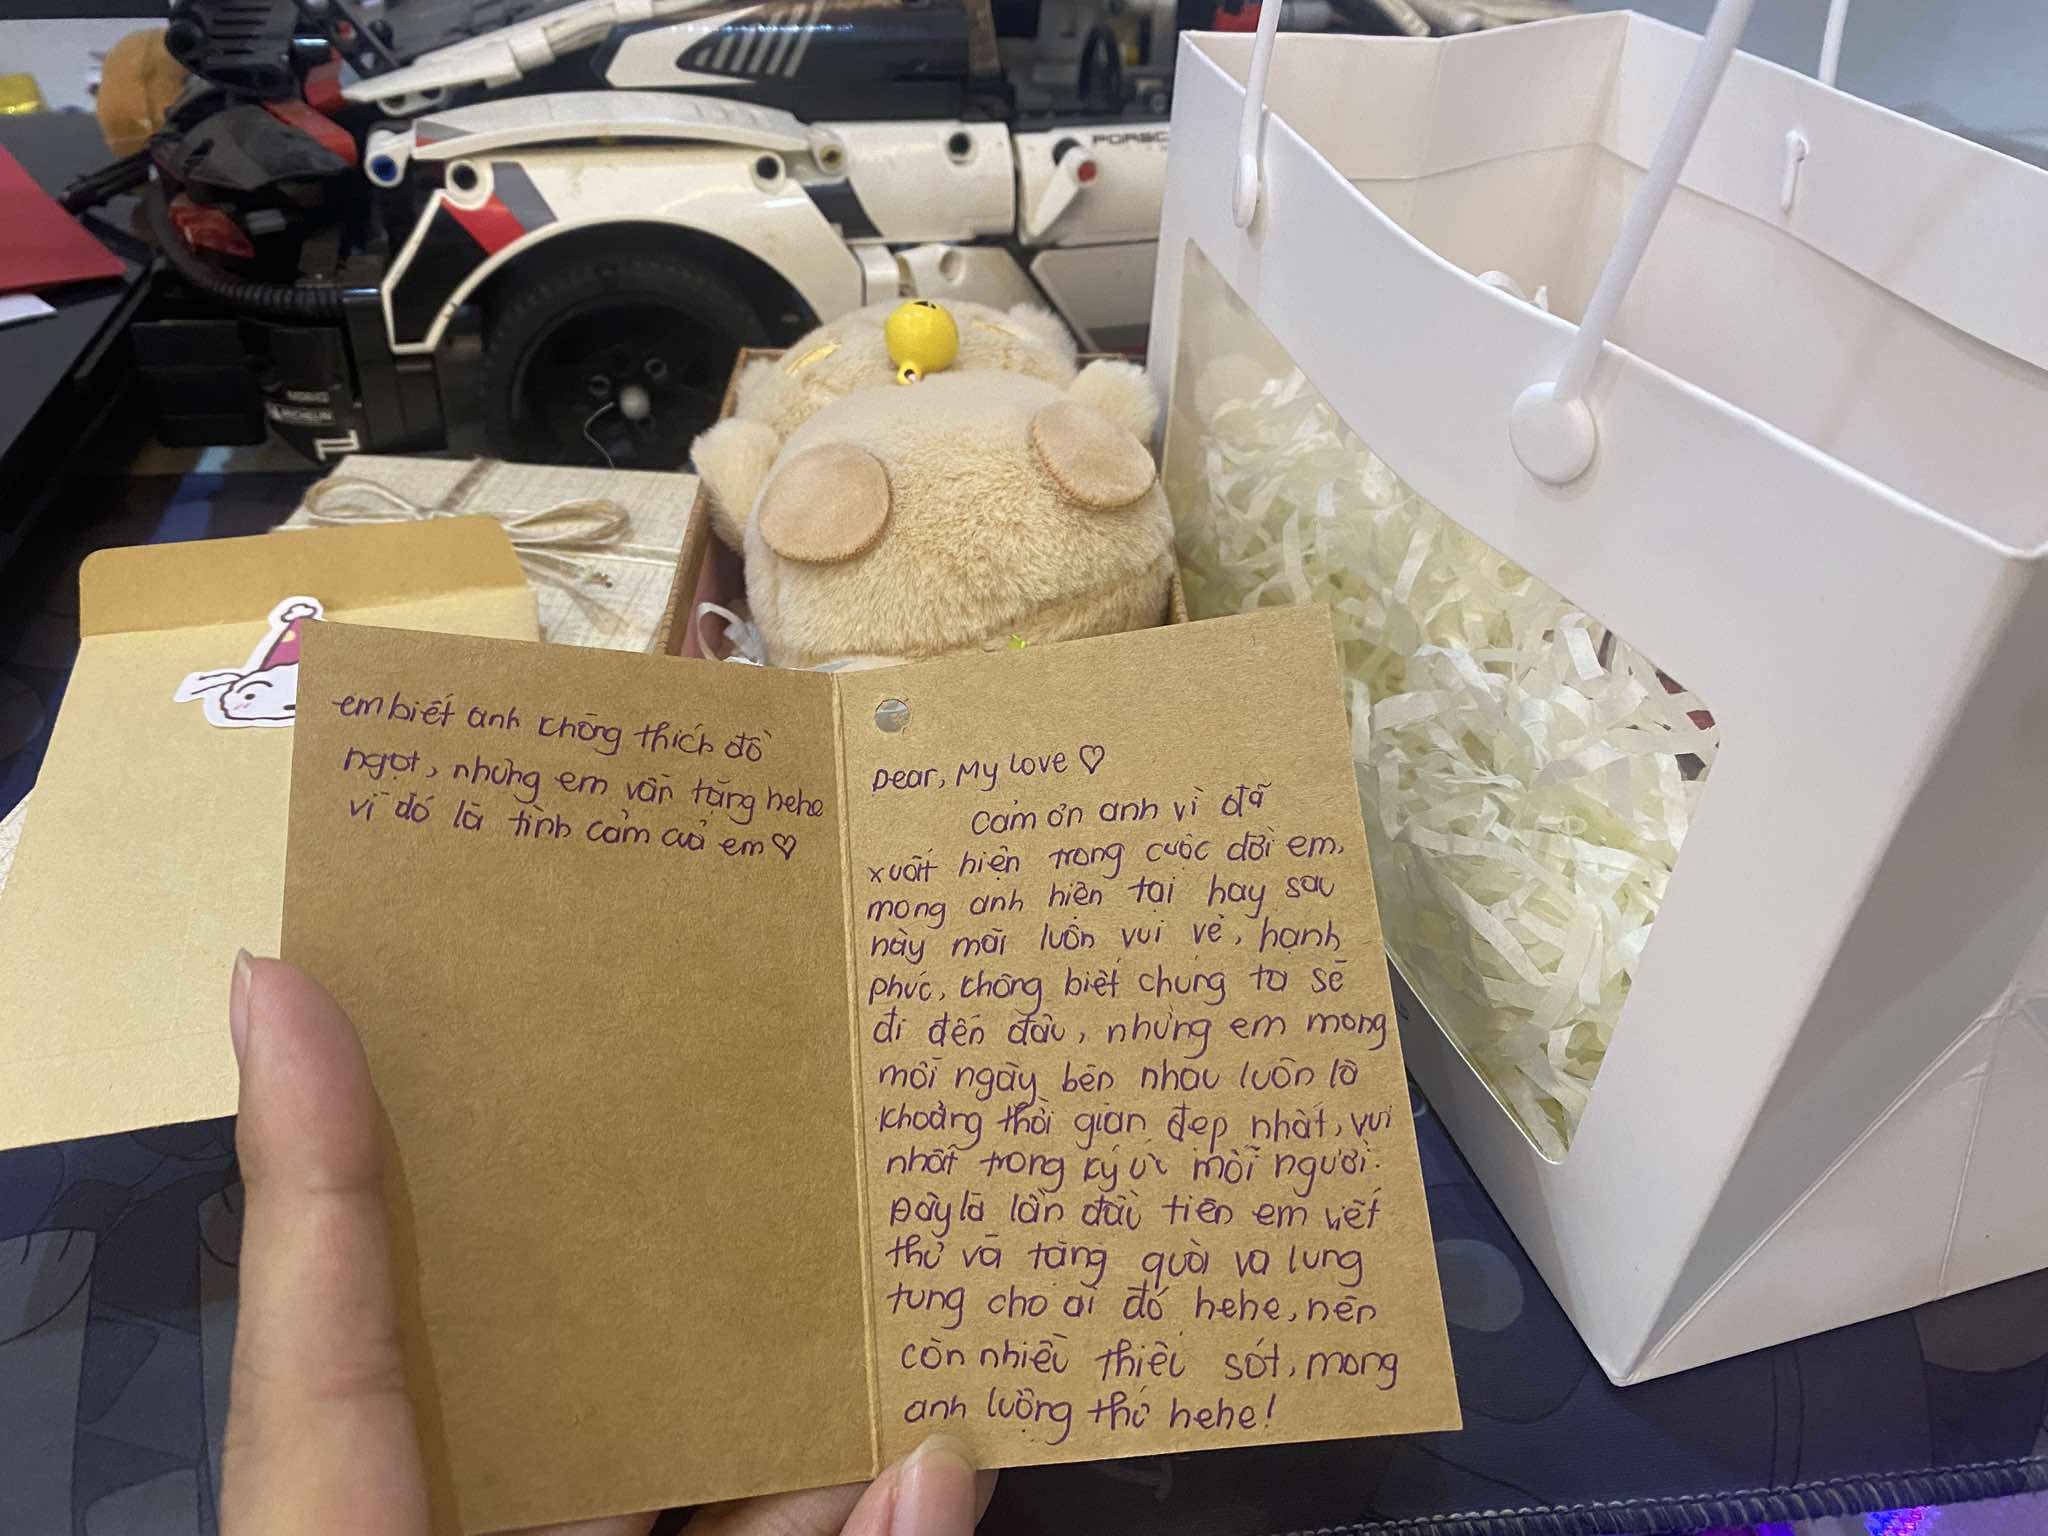 em biết anh không thích đồ
ngọt, nhưng em vẫn tặng hehe
vì đó là tình cảm của em ♡
Dear, My love ♡
Cảm ơn anh vì đã
xuất hiện trong cuộc đời em,
mong anh hiện tại hay sau
này mãi luôn vui vẻ, hạnh
phúc, không biết chúng ta sẽ
đi đến đâu, nhưng em mong
mỗi ngày bên nhau luôn là
khoảng thời gian đẹp nhất, vui
nhất trong ký ức mỗi người.
Đây là lần đầu tiên em viết
thư và tặng quà va lung
tung cho ai đó hehe, nên
còn nhiều thiếu sót, mong
anh lượng thứ hehe!
PORSC
MICHELIN